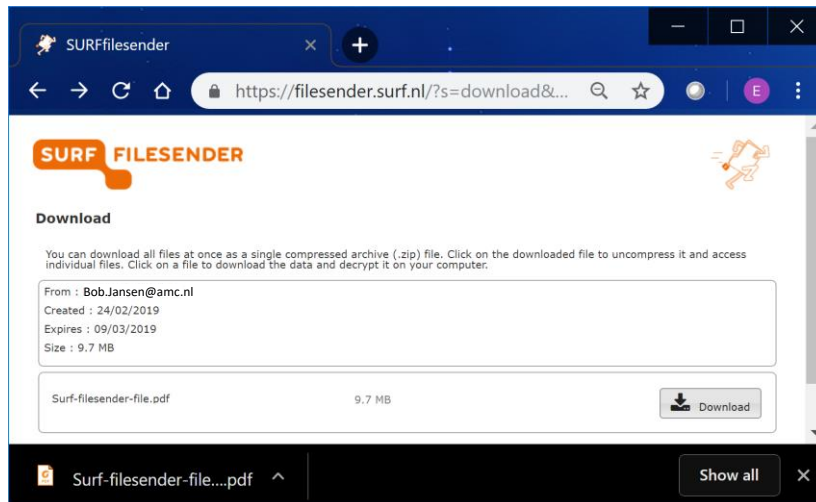 SURFfilesender
https://filesender.surf.nl/?s=download&...
E
SURF FILESENDER
Download
You can download all files at once as a single compressed archive (.zip) file. Click on the downloaded file to uncompress it and access
individual files. Click on a file to download the data and decrypt it on your computer.
From : Bob.Jansen@amc.nl
Created : 24/02/2019
Expires : 09/03/2019
Size : 9.7 MB
Surf-filesender-file.pdf 9.7 MB Download
Surf-filesender-file....pdf Show all